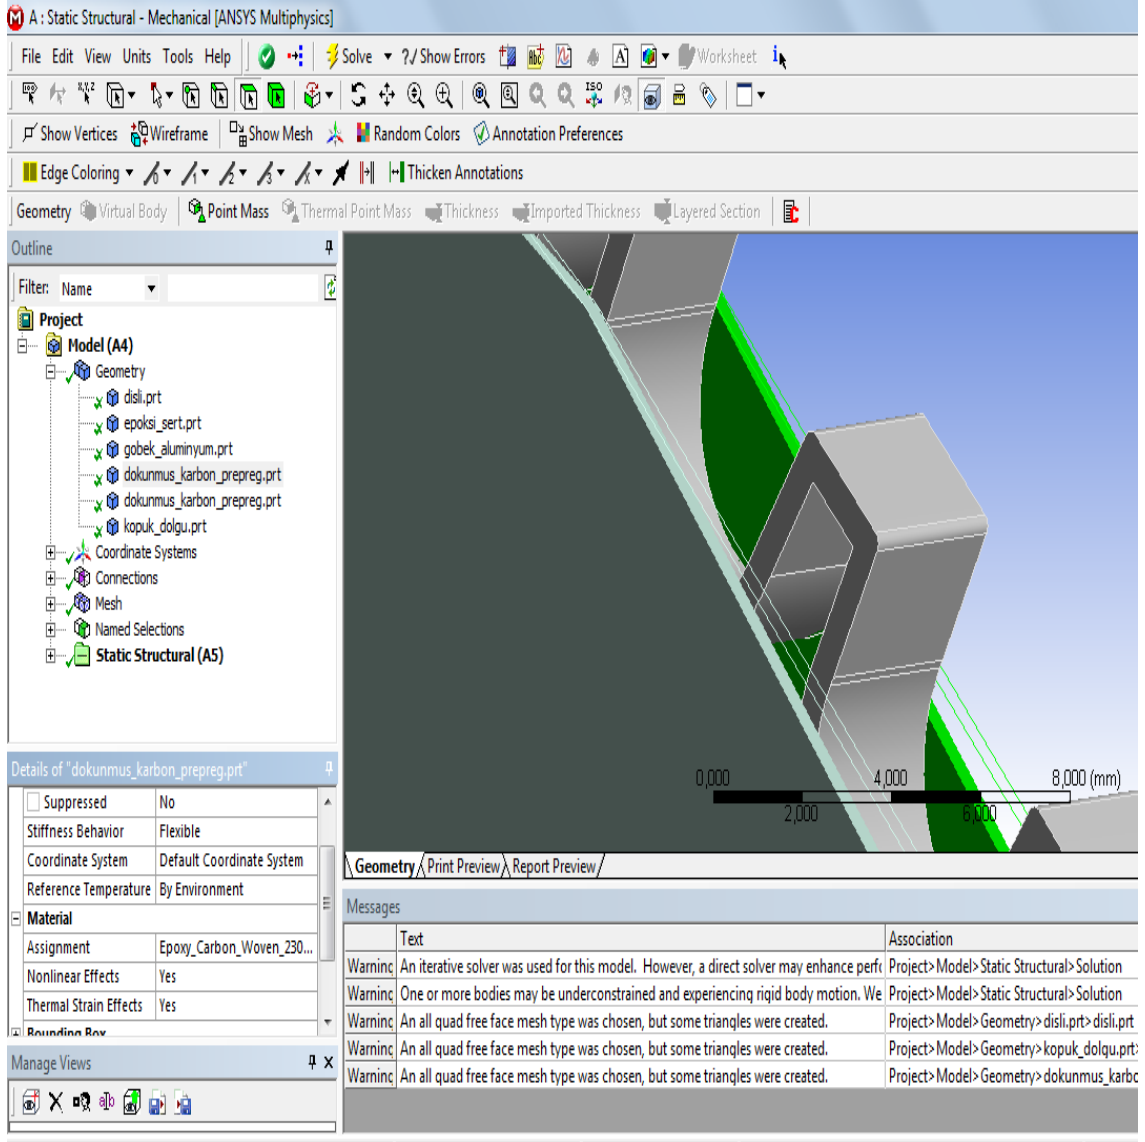 A : Static Structural - Mechanical [ANSYS Multiphysics]
File Edit View Units Tools Help Solve ?/ Show Errors Worksheet
Show Vertices Wireframe Show Mesh Random Colors Annotation Preferences
Edge Coloring Thicken Annotations
Geometry Virtual Body Point Mass Thermal Point Mass Thickness Imported Thickness Layered Section
Outline
Filter: Name
Project
Model (A4)
Geometry
disli.prt
epoksi_sert.prt
gobek_aluminyum.prt
dokunmus_karbon_prepreg.prt
dokunmus_karbon_prepreg.prt
kopuk_dolgu.prt
Coordinate Systems
Connections
Mesh
Named Selections
Static Structural (A5)
Details of "dokunmus_karbon_prepreg.prt"
Suppressed No
Stiffness Behavior Flexible
Coordinate System Default Coordinate System
Reference Temperature By Environment
Material
Assignment Epoxy_Carbon_Woven_230...
Nonlinear Effects Yes
Thermal Strain Effects Yes
Bounding Box
Manage Views
0,000 4,000 8,000 (mm)
2,000 6,000
Geometry Print Preview Report Preview
Messages
Text Association
Warning An iterative solver was used for this model. However, a direct solver may enhance perfo Project>Model>Static Structural>Solution
Warning One or more bodies may be underconstrained and experiencing rigid body motion. We Project>Model>Static Structural>Solution
Warning An all quad free face mesh type was chosen, but some triangles were created. Project>Model>Geometry>disli.prt>disli.prt
Warning An all quad free face mesh type was chosen, but some triangles were created. Project>Model>Geometry>kopuk_dolgu.prt>
Warning An all quad free face mesh type was chosen, but some triangles were created. Project>Model>Geometry>dokunmus_karbo